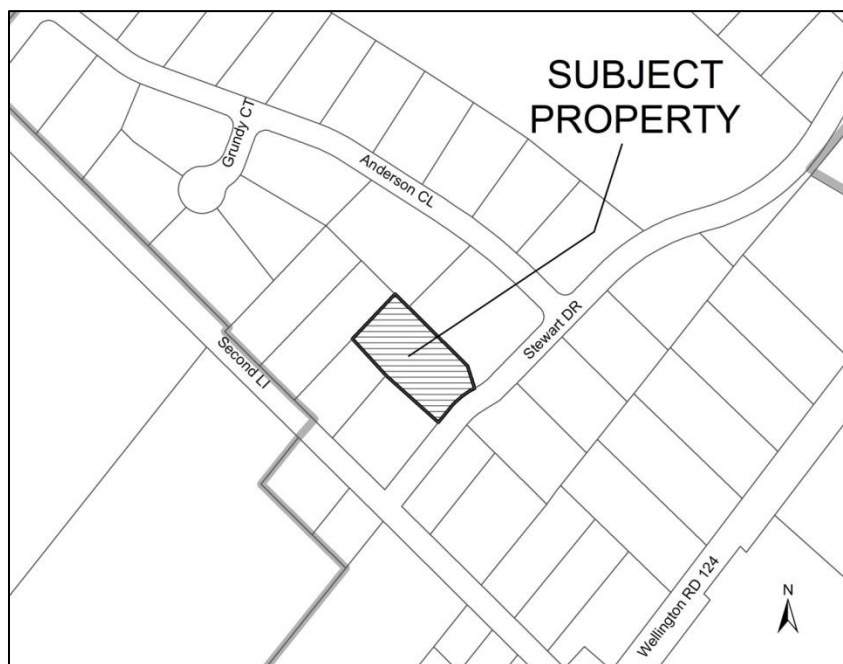 SUBJECT
PROPERTY
Grundy CT
Anderson CL
Stewart DR
Second LI
Wellington RD 124
N